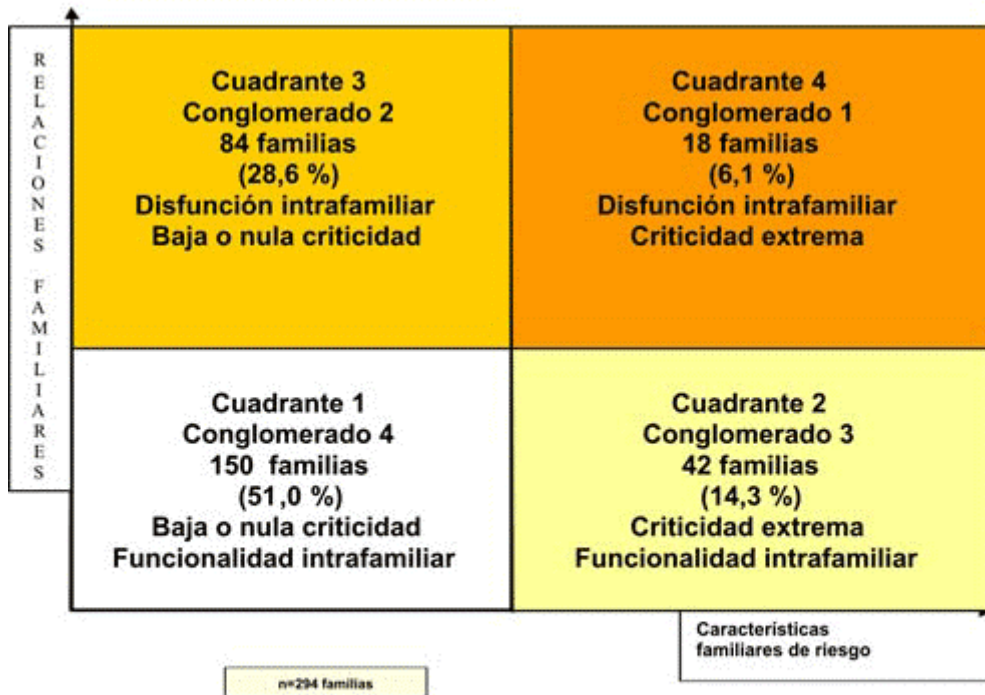 RELACIONES FAMILIARES
Cuadrante 3
Conglomerado 2
84 familias
(28,6 %)
Disfunción intrafamiliar
Baja o nula criticidad
Cuadrante 4
Conglomerado 1
18 familias
(6,1 %)
Disfunción intrafamiliar
Criticidad extrema
Cuadrante 1
Conglomerado 4
150 familias
(51,0 %)
Baja o nula criticidad
Funcionalidad intrafamiliar
Cuadrante 2
Conglomerado 3
42 familias
(14,3 %)
Criticidad extrema
Funcionalidad intrafamiliar
Características
familiares de riesgo
n=294 familias